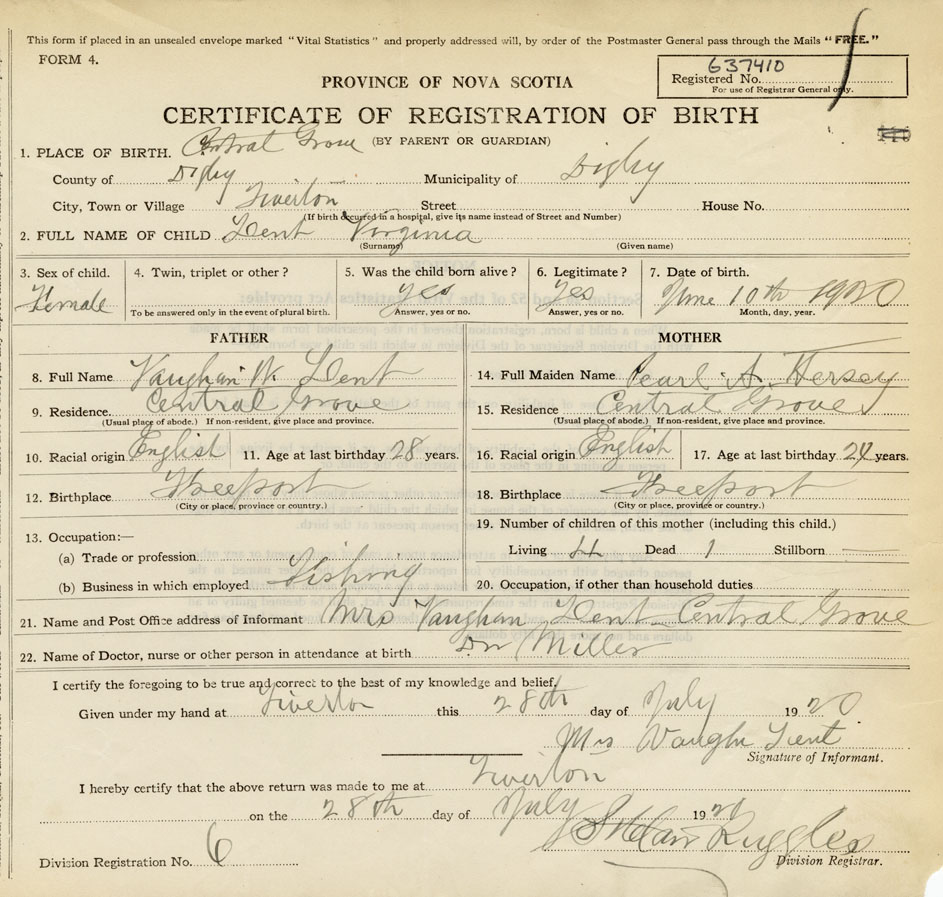 This form if placed in an unsealed envelope marked "Vital Statistics" and properly addressed will, by order of the Postmaster General pass through the Mails "FREE."
FORM 4.
637410
Registered No.
For use of Registrar General only.
PROVINCE OF NOVA SCOTIA
CERTIFICATE OF REGISTRATION OF BIRTH
(BY PARENT OR GUARDIAN)
1. PLACE OF BIRTH. Central Grove
County of Digby Municipality of Digby
City, Town or Village Tiverton Street House No.
(If birth occurred in a hospital, give its name instead of Street and Number)
2. FULL NAME OF CHILD Dent Virginia
(Surname) (Given name)
3. Sex of child. 4. Twin, triplet or other? 5. Was the child born alive? 6. Legitimate? 7. Date of birth.
Female Yes Yes June 10th 1920
To be answered only in the event of plural birth. Answer, yes or no. Answer, yes or no. Month, day, year.
FATHER
8. Full Name Vaughan W. Dent
9. Residence. Central Grove
(Usual place of abode.) If non-resident, give place and province.
10. Racial origin English 11. Age at last birthday 28 years.
12. Birthplace Freeport
(City or place, province or country.)
13. Occupation:—
(a) Trade or profession
(b) Business in which employed Fishing
MOTHER
14. Full Maiden Name Pearl A. Hersey
15. Residence Central Grove
(Usual place of abode.) If non-resident, give place and province.
16. Racial origin English 17. Age at last birthday years.
18. Birthplace Freeport
(City or place, province or country.)
19. Number of children of this mother (including this child.)
Living 4 Dead 1 Stillborn —
20. Occupation, if other than household duties
21. Name and Post Office address of Informant Mrs Vaughan Dent Central Grove
22. Name of Doctor, nurse or other person in attendance at birth Dr Miller
I certify the foregoing to be true and correct to the best of my knowledge and belief.
Given under my hand at Tiverton this 28th day of July 1920
Mrs Vaughn Dent
Signature of Informant.
I hereby certify that the above return was made to me at Tiverton
on the 28th day of July 1920
Ruggles
Division Registration No. 6 Division Registrar.